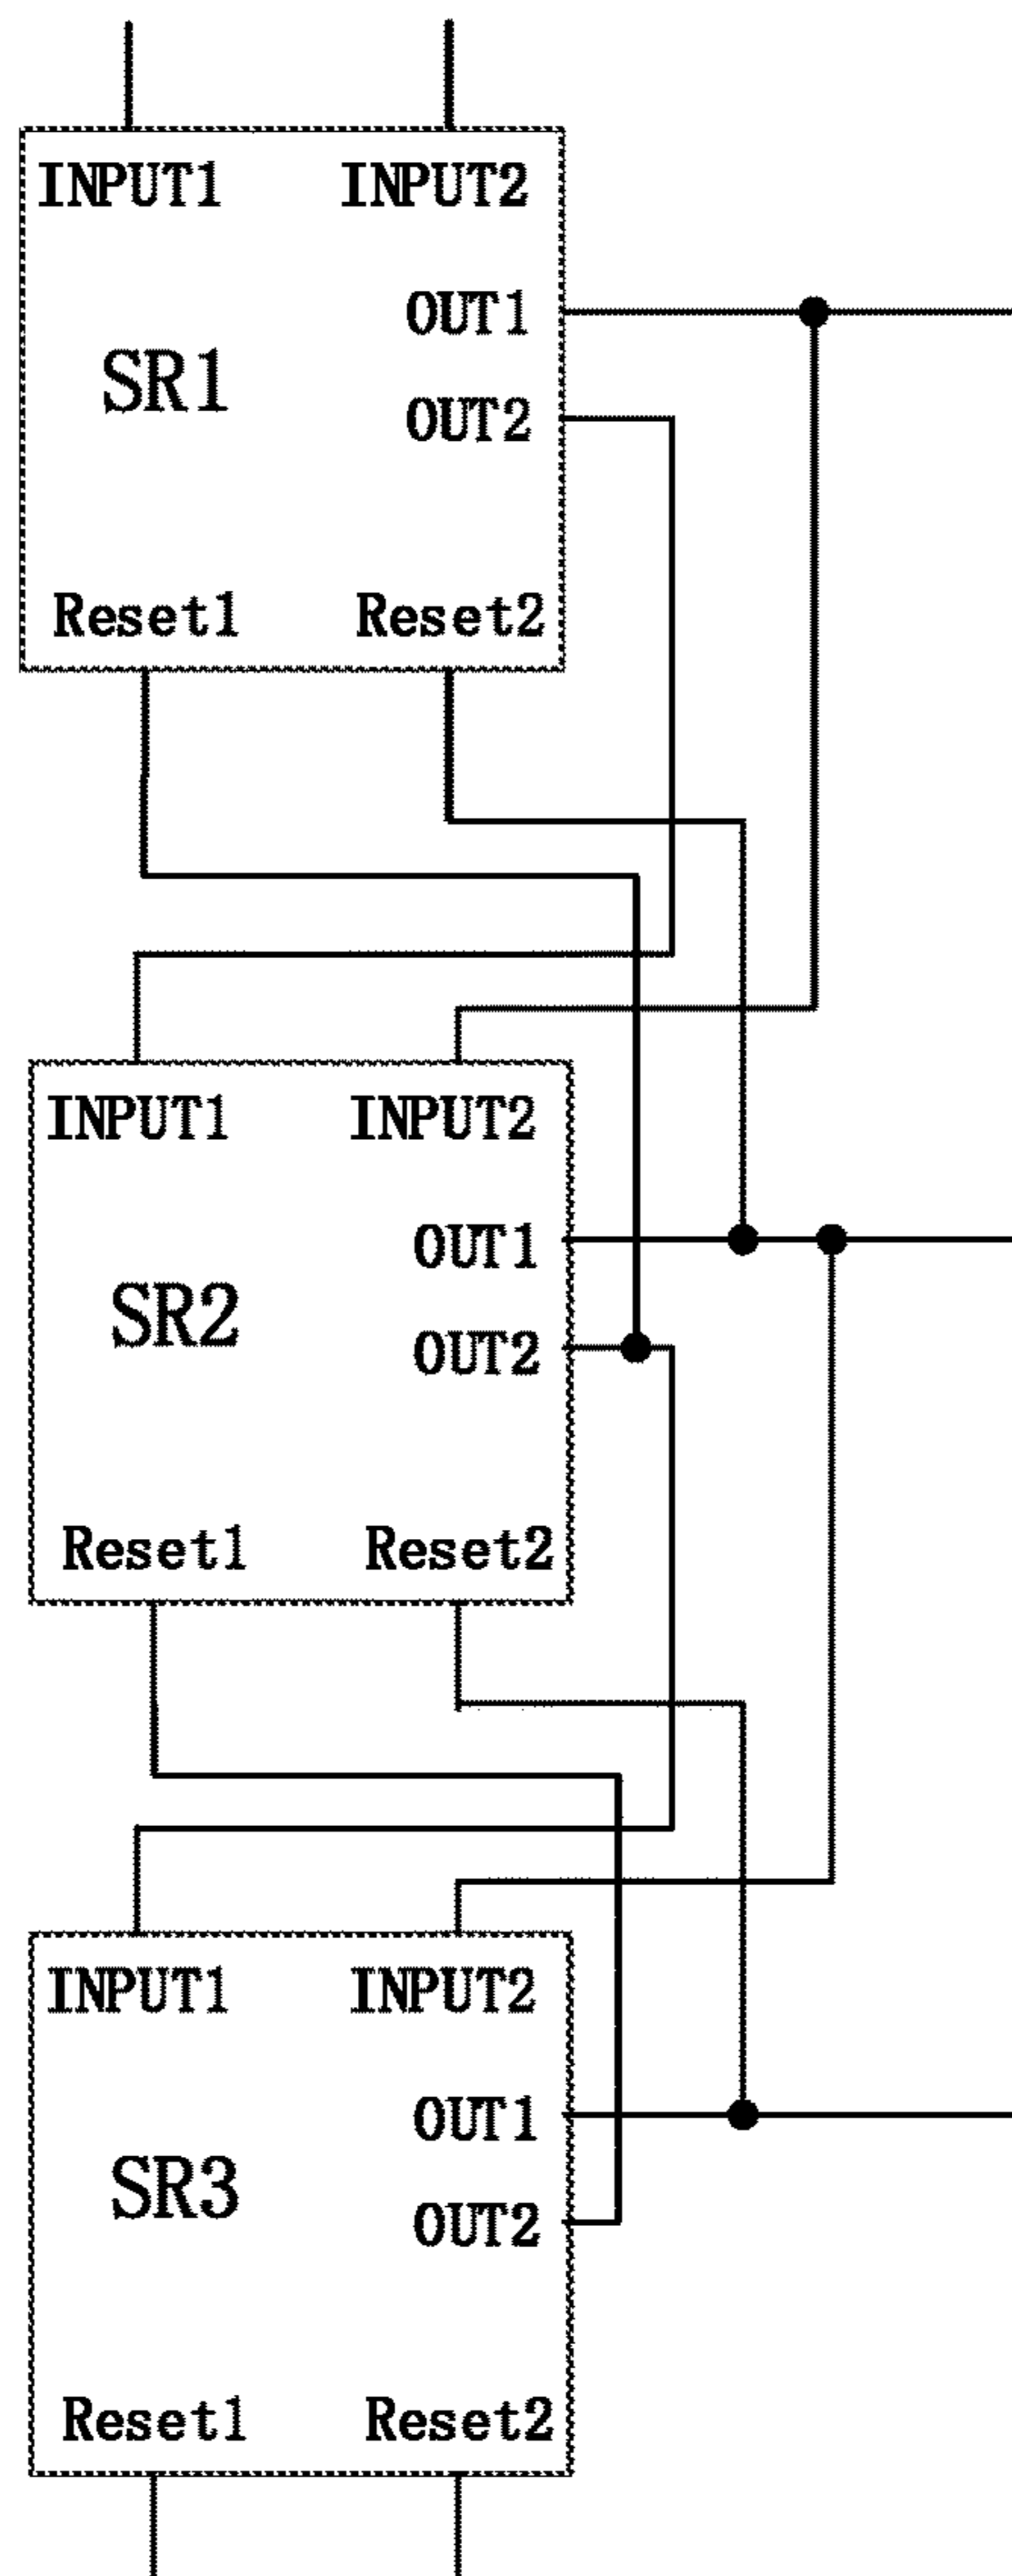 INPUT1 INPUT2
OUT1
SR1
OUT2
Reset1 Reset2
INPUT1 INPUT2
OUT1
SR2
OUT2
Reset1 Reset2
INPUT1 INPUT2
OUT1
SR3
OUT2
Reset1 Reset2